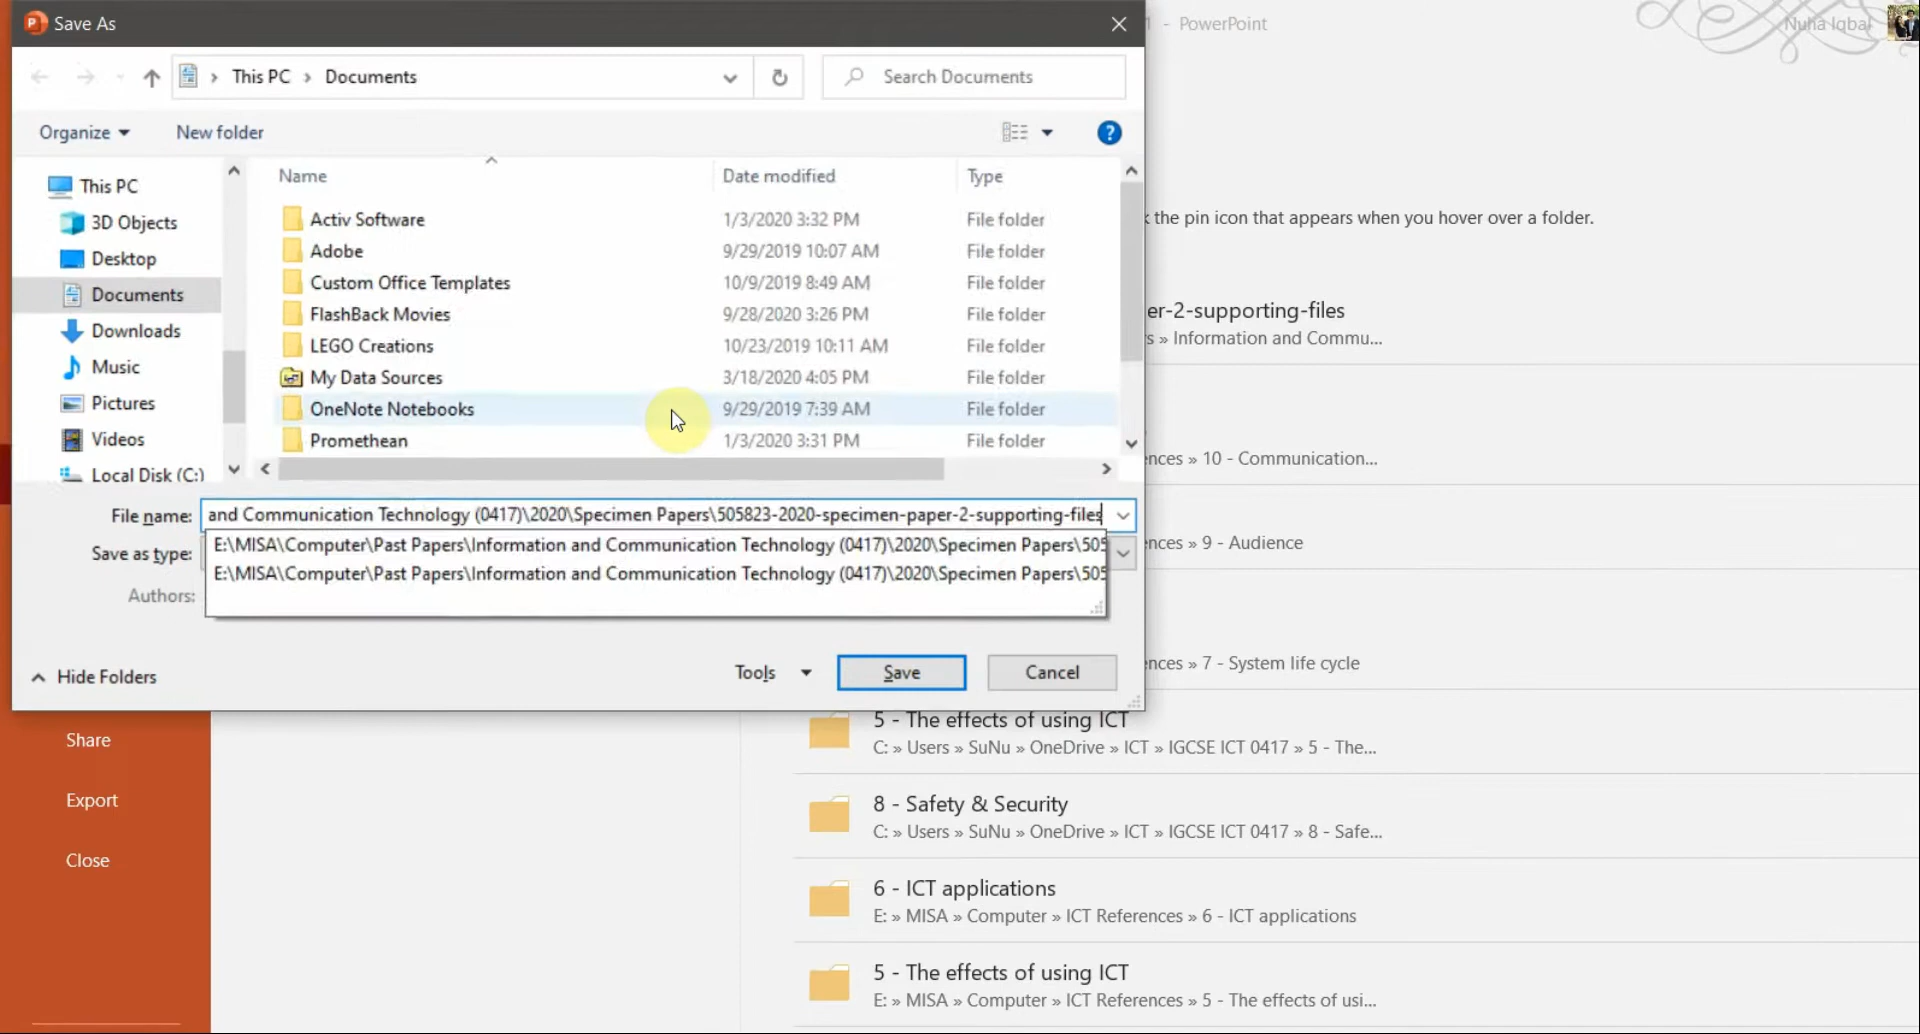 Save As
1 - PowerPoint
Nuha Iqbal
This PC > Documents
Search Documents
Organize
New folder
?
This PC
3D Objects
Desktop
Documents
Downloads
Music
Pictures
Videos
Local Disk (C:)
Name Date modified Type
Activ Software 1/3/2020 3:32 PM File folder
Adobe 9/29/2019 10:07 AM File folder
Custom Office Templates 10/9/2019 8:49 AM File folder
FlashBack Movies 9/28/2020 3:26 PM File folder
LEGO Creations 10/23/2019 10:11 AM File folder
My Data Sources 3/18/2020 4:05 PM File folder
OneNote Notebooks 9/29/2019 7:39 AM File folder
Promethean 1/3/2020 3:31 PM File folder
File name: and Communication Technology (0417)\2020\Specimen Papers\505823-2020-specimen-paper-2-supporting-files
Save as type:
E:\MISA\Computer\Past Papers\Information and Communication Technology (0417)\2020\Specimen Papers\505
E:\MISA\Computer\Past Papers\Information and Communication Technology (0417)\2020\Specimen Papers\505
Authors:
Hide Folders
Tools
Save
Cancel
the pin icon that appears when you hover over a folder.
er-2-supporting-files
s » Information and Commu...
nces » 10 - Communication...
nces » 9 - Audience
nces » 7 - System life cycle
5 - The effects of using ICT
C: » Users » SuNu » OneDrive » ICT » IGCSE ICT 0417 » 5 - The...
8 - Safety & Security
C: » Users » SuNu » OneDrive » ICT » IGCSE ICT 0417 » 8 - Safe...
6 - ICT applications
E: » MISA » Computer » ICT References » 6 - ICT applications
5 - The effects of using ICT
E: » MISA » Computer » ICT References » 5 - The effects of usi...
Share
Export
Close